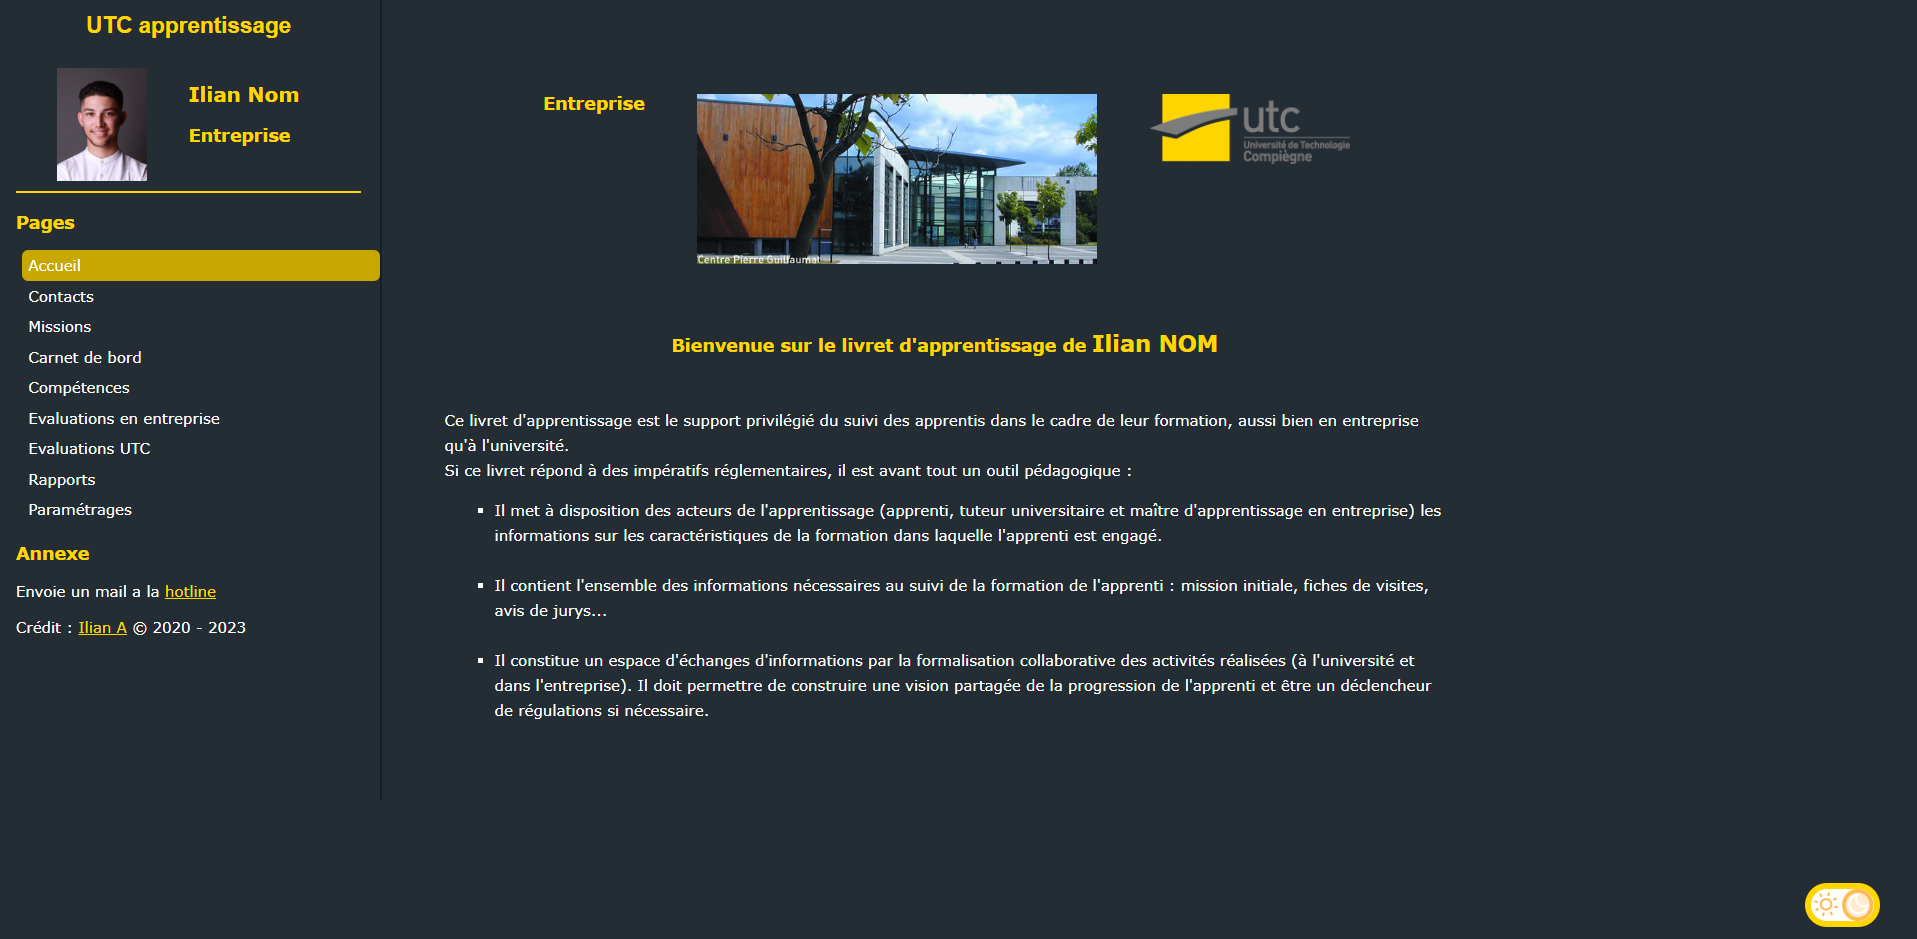 UTC apprentissage
Ilian Nom
Entreprise
Pages
Accueil
Contacts
Missions
Carnet de bord
Compétences
Evaluations en entreprise
Evaluations UTC
Rapports
Paramétrages
Annexe
Envoie un mail a la hotline
Crédit : Ilian A © 2020 - 2023
Entreprise
Centre Pierre Guillaumat
utc
Université de Technologie
Compiègne
Bienvenue sur le livret d'apprentissage de Ilian NOM
Ce livret d'apprentissage est le support privilégié du suivi des apprentis dans le cadre de leur formation, aussi bien en entreprise
qu'à l'université.
Si ce livret répond à des impératifs réglementaires, il est avant tout un outil pédagogique :
▪ Il met à disposition des acteurs de l'apprentissage (apprenti, tuteur universitaire et maître d'apprentissage en entreprise) les
informations sur les caractéristiques de la formation dans laquelle l'apprenti est engagé.
▪ Il contient l'ensemble des informations nécessaires au suivi de la formation de l'apprenti : mission initiale, fiches de visites,
avis de jurys...
▪ Il constitue un espace d'échanges d'informations par la formalisation collaborative des activités réalisées (à l'université et
dans l'entreprise). Il doit permettre de construire une vision partagée de la progression de l'apprenti et être un déclencheur
de régulations si nécessaire.